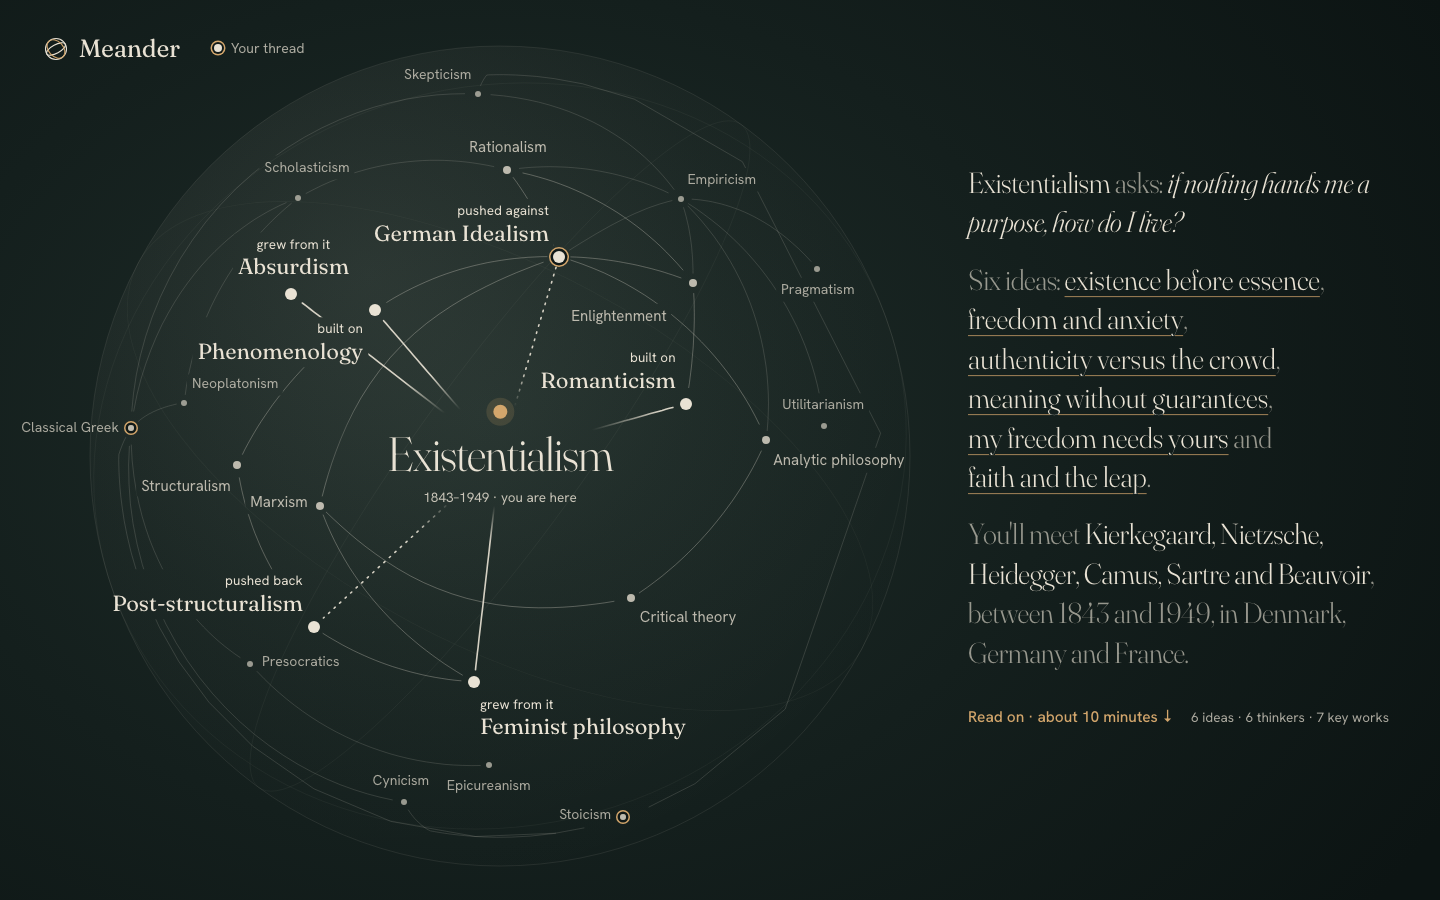 Meander
Your thread
Skepticism
Rationalism
Scholasticism
Empiricism
pushed against
German Idealism
grew from it
Absurdism
Pragmatism
Enlightenment
built on
Phenomenology
built on
Romanticism
Neoplatonism
Utilitarianism
Classical Greek
Existentialism
Analytic philosophy
1843–1949 · you are here
Structuralism
Marxism
pushed back
Post-structuralism
Critical theory
Presocratics
grew from it
Feminist philosophy
Cynicism
Epicureanism
Stoicism
Existentialism asks: if nothing hands me a
purpose, how do I live?
Six ideas: existence before essence,
freedom and anxiety,
authenticity versus the crowd,
meaning without guarantees,
my freedom needs yours and
faith and the leap.
You'll meet Kierkegaard, Nietzsche,
Heidegger, Camus, Sartre and Beauvoir,
between 1843 and 1949, in Denmark,
Germany and France.
Read on · about 10 minutes ↓
6 ideas · 6 thinkers · 7 key works